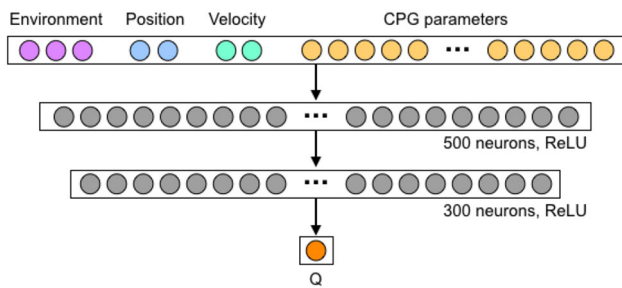 Environment Position Velocity CPG parameters
...
...
500 neurons, ReLU
...
300 neurons, ReLU
Q